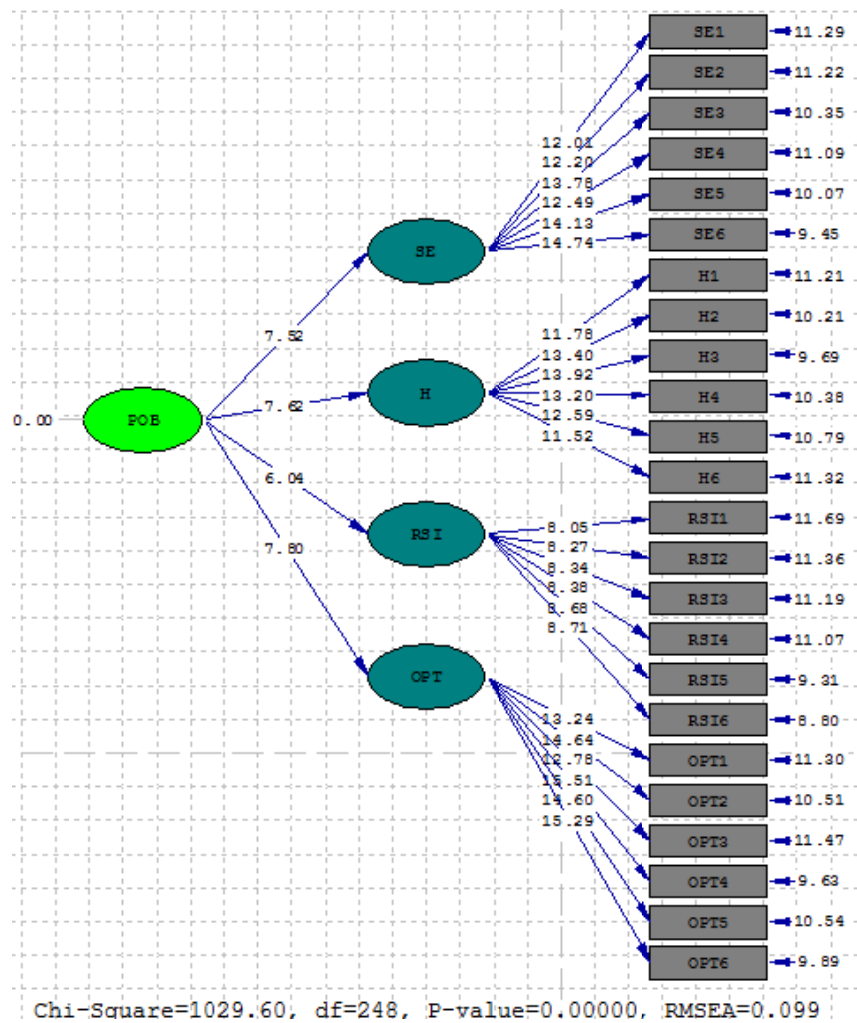 SE1 11.29
SE2 11.22
SE3 10.35
12.01
SE4 11.09
12.20
13.78
SE5 10.07
12.49
14.13
SE6 9.45
14.74
SE
H1 11.21
H2 10.21
7.52
11.78
13.40
H3 9.69
13.92
H
H4 10.38
7.62
13.20
12.59
0.00
POB
H5 10.79
11.52
H6 11.32
6.04
RSI1 11.69
8.05
RSI
8.27
RSI2 11.36
7.80
8.34
8.38
RSI3 11.19
8.68
8.71
RSI4 11.07
OPT
RSI5 9.31
RSI6 8.80
13.24
14.64
OPT1 11.30
12.78
15.51
OPT2 10.51
14.60
15.29
OPT3 11.47
OPT4 9.63
OPT5 10.54
OPT6 9.89
Chi-Square=1029.60, df=248, P-value=0.00000, RMSEA=0.099